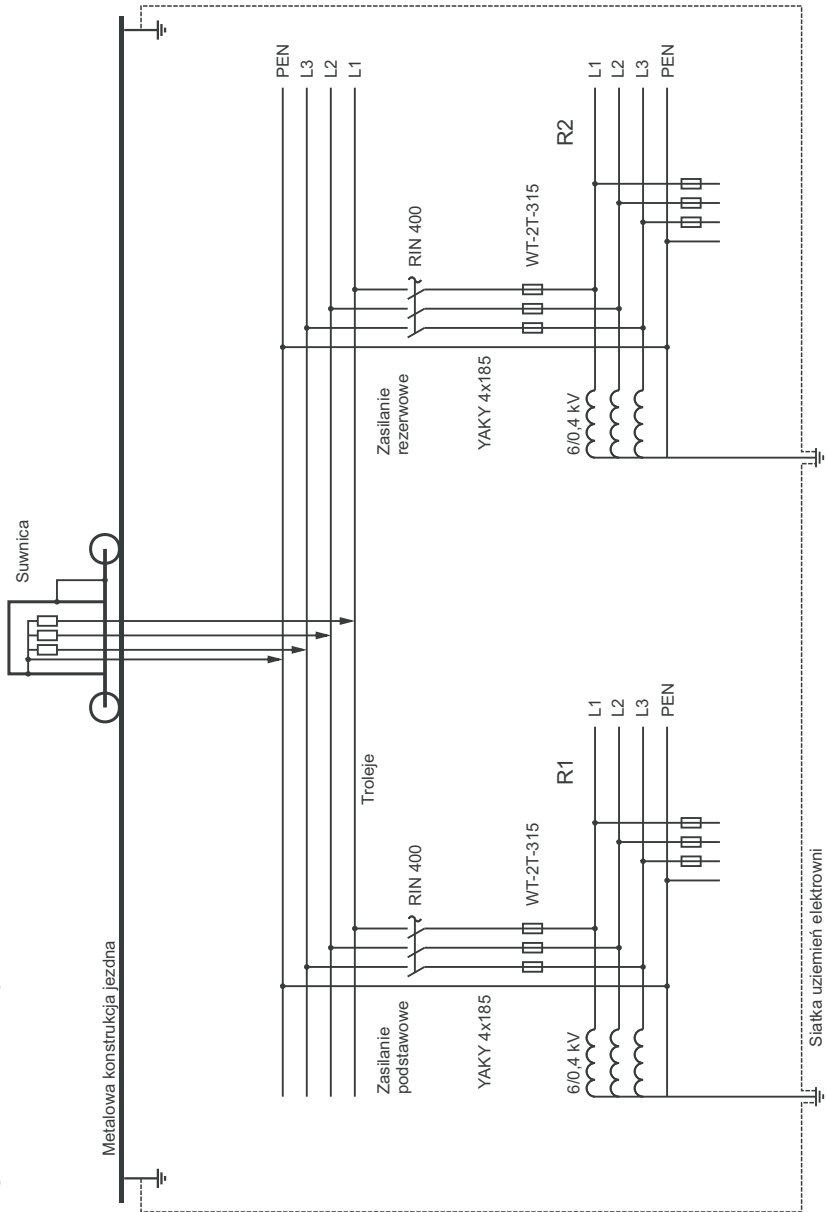 Suwnica
Metalowa konstrukcja jezdna
PEN
L3
L2
L1
Troleje
Zasilanie
podstawowe
RIN 400
YAKY 4x185
WT-2T-315
6/0,4 kV
R1
L1
L2
L3
PEN
Zasilanie
rezerwowe
RIN 400
YAKY 4x185
WT-2T-315
6/0,4 kV
R2
L1
L2
L3
PEN
Siatka uziemień elektrowni